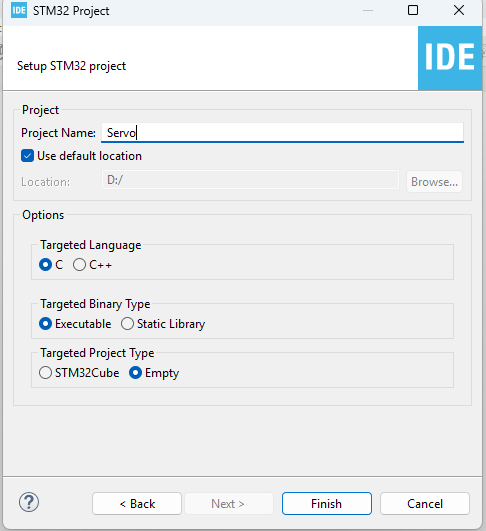 IDE STM32 Project
Setup STM32 project
IDE
Project
Project Name: Servo
Use default location
Location: D:/ Browse...
Options
Targeted Language
C C++
Targeted Binary Type
Executable Static Library
Targeted Project Type
STM32Cube Empty
? < Back Next > Finish Cancel